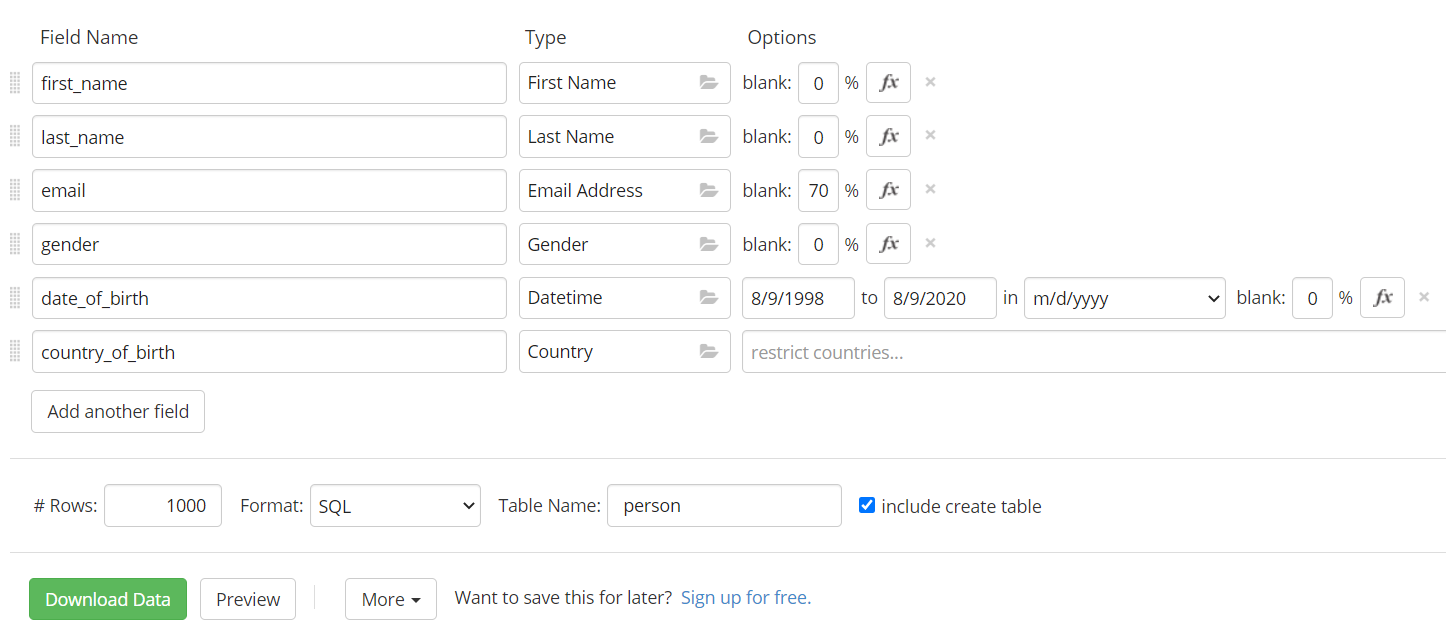 Field Name Type Options
first_name First Name blank: 0 % fx ×
last_name Last Name blank: 0 % fx ×
email Email Address blank: 70 % fx ×
gender Gender blank: 0 % fx ×
date_of_birth Datetime 8/9/1998 to 8/9/2020 in m/d/yyyy blank: 0 % fx ×
country_of_birth Country restrict countries...
Add another field
# Rows: 1000 Format: SQL Table Name: person include create table
Download Data Preview More Want to save this for later? Sign up for free.